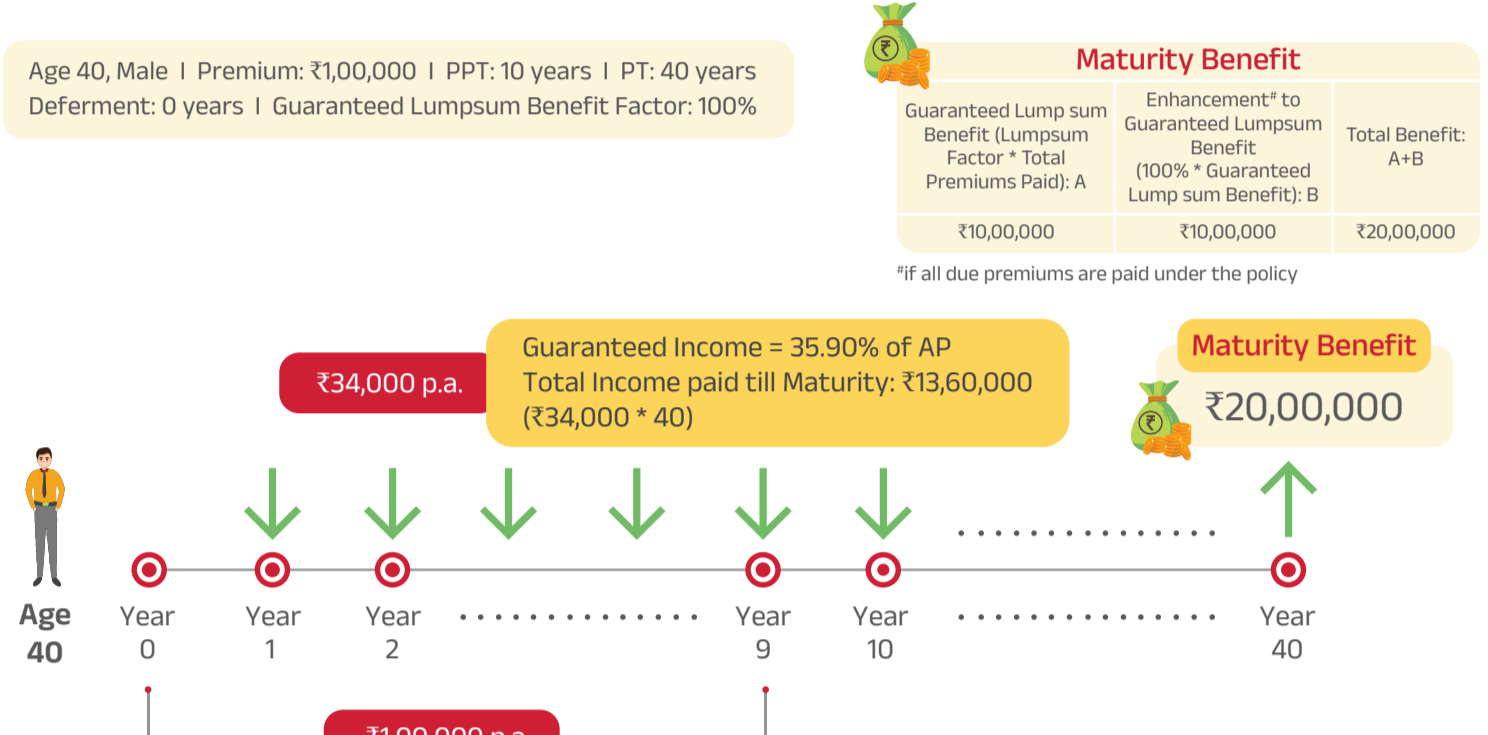 Age 40, Male I Premium: ₹1,00,000 I PPT: 10 years I PT: 40 years
Deferment: 0 years I Guaranteed Lumpsum Benefit Factor: 100%
₹
Maturity Benefit
Guaranteed Lump sum
Benefit (Lumpsum
Factor * Total
Premiums Paid): A
Enhancement# to
Guaranteed Lumpsum
Benefit
(100% * Guaranteed
Lump sum Benefit): B
Total Benefit:
A+B
₹10,00,000
₹10,00,000
₹20,00,000
#if all due premiums are paid under the policy
₹34,000 p.a.
Guaranteed Income = 35.90% of AP
Total Income paid till Maturity: ₹13,60,000
(₹34,000 * 40)
Maturity Benefit
₹20,00,000
₹
Age
40
Year
0
Year
1
Year
2
Year
9
Year
10
Year
40
₹1,00,000 p.a.